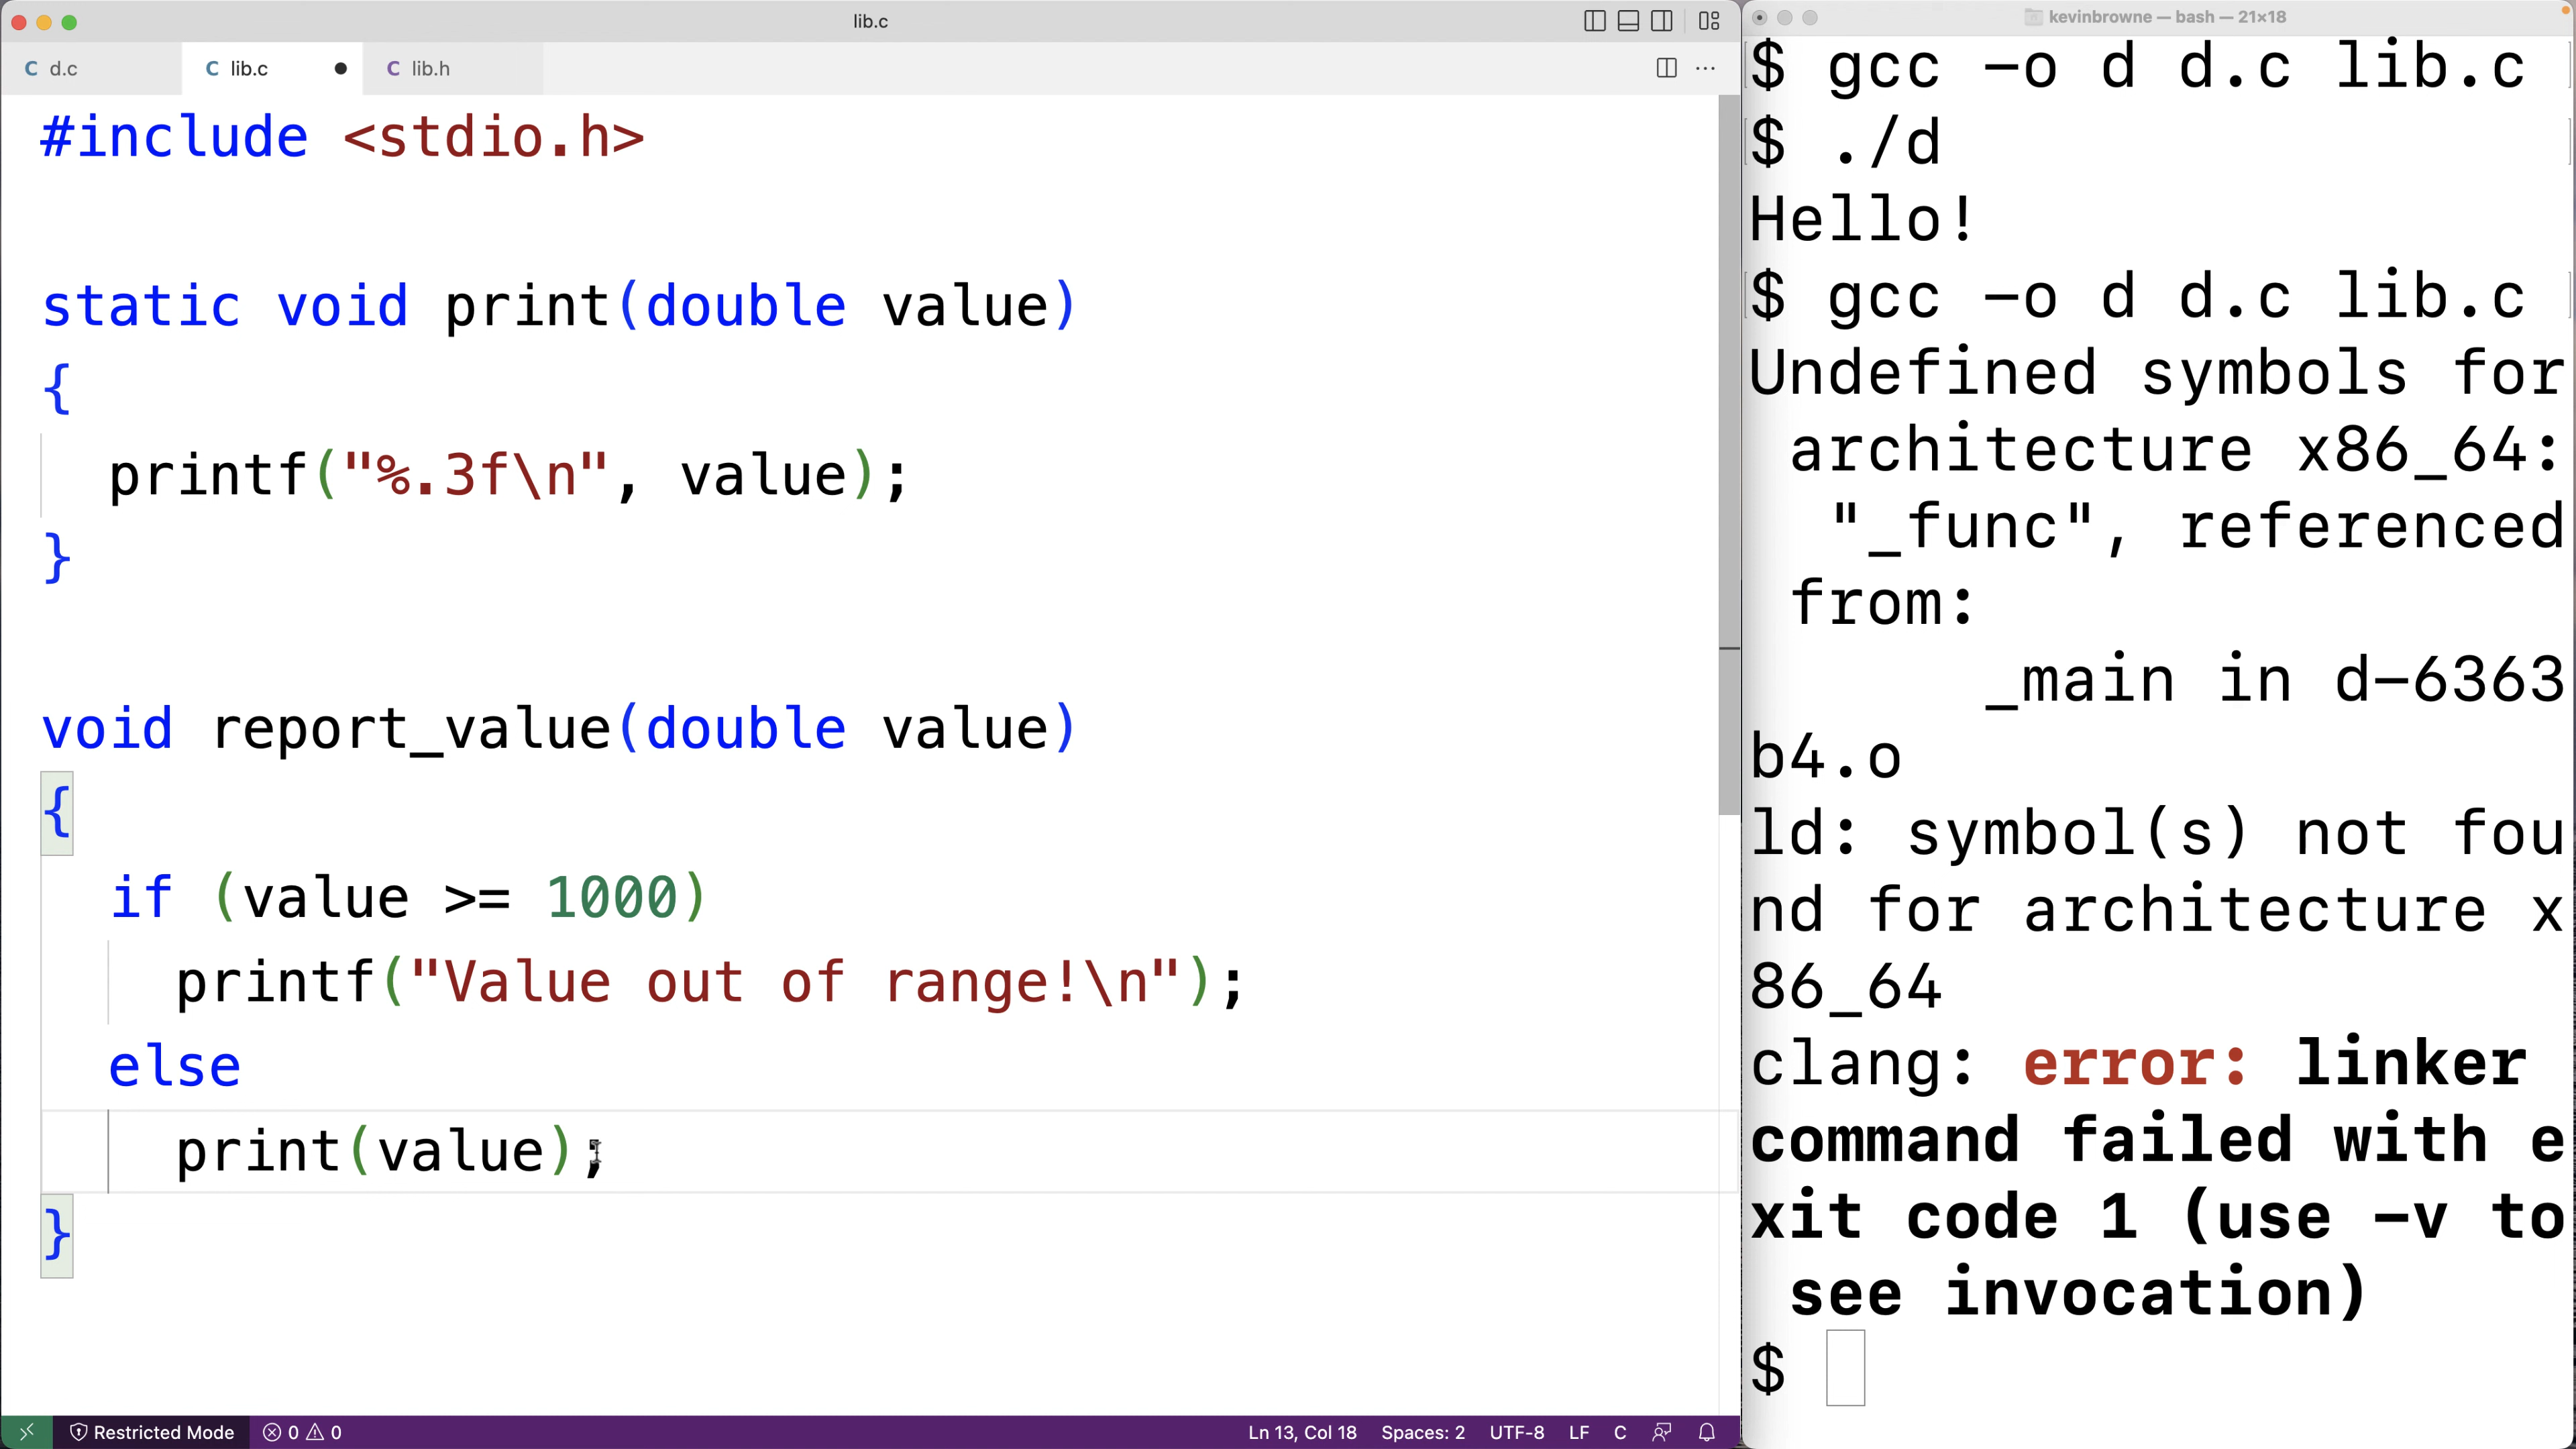 lib.c
C d.c
C lib.c
C lib.h
#include <stdio.h>
static void print(double value)
{
printf("%.3f\n", value);
}
void report_value(double value)
{
if (value >= 1000)
printf("Value out of range!\n");
else
print(value);
}
Restricted Mode 0 0 Ln 13, Col 18 Spaces: 2 UTF-8 LF C
kevinbrowne — bash — 21×18
$ gcc -o d d.c lib.c
$ ./d
Hello!
$ gcc -o d d.c lib.c
Undefined symbols for
architecture x86_64:
"_func", referenced
from:
_main in d-6363
b4.o
ld: symbol(s) not fou
nd for architecture x
86_64
clang: error: linker
command failed with e
xit code 1 (use -v to
see invocation)
$